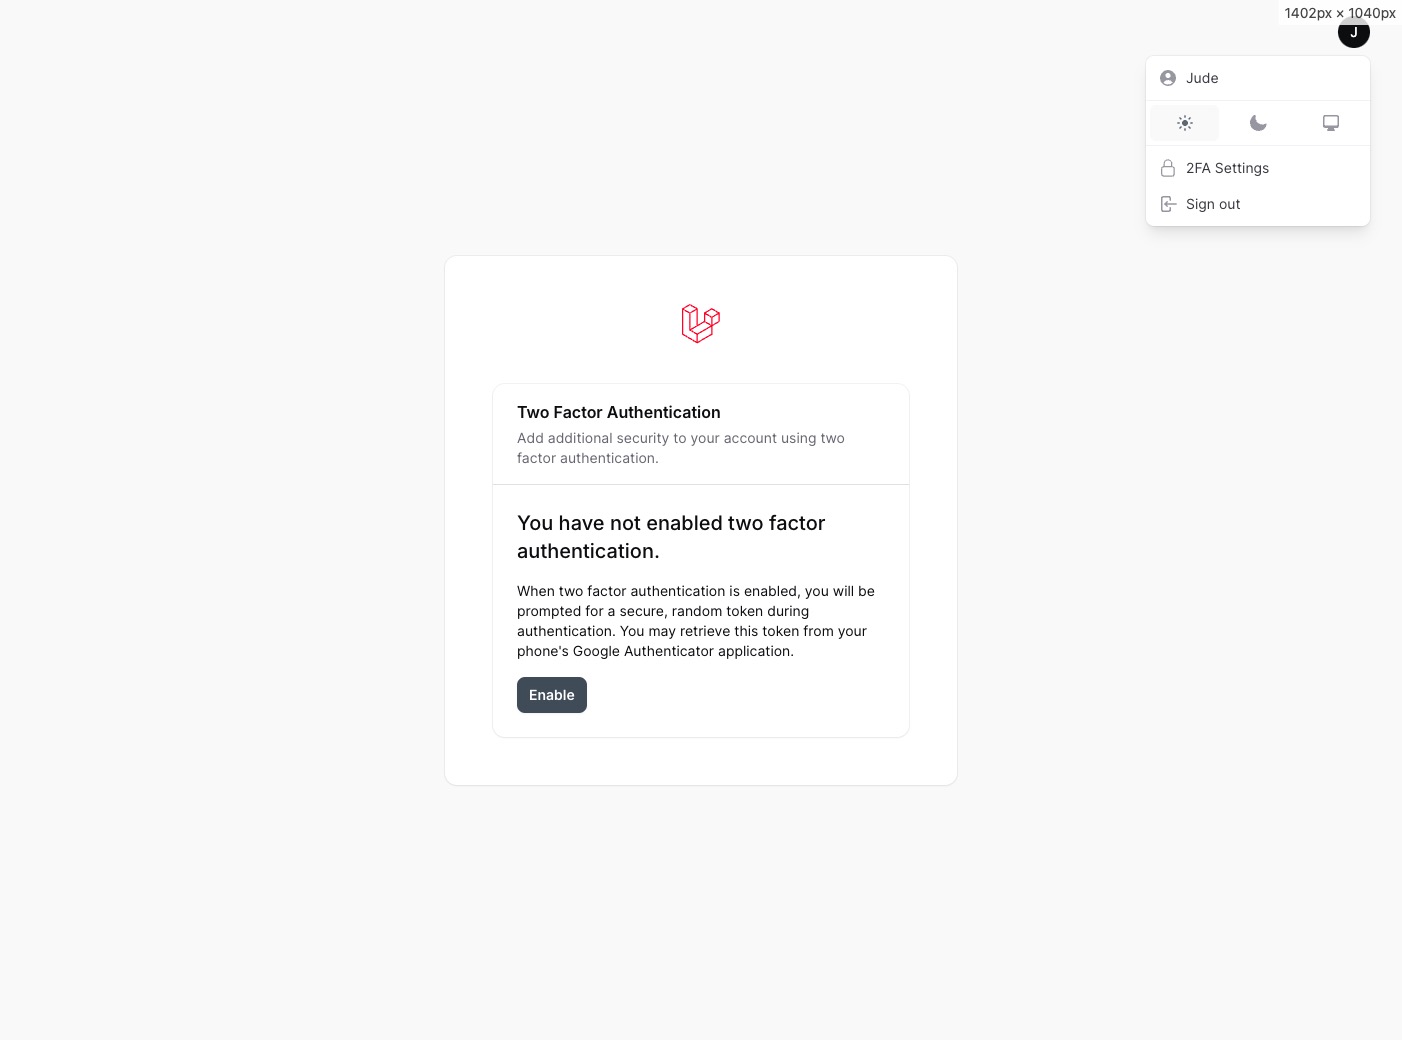 1402px × 1040px
J
Jude
2FA Settings
Sign out
Two Factor Authentication
Add additional security to your account using two
factor authentication.
You have not enabled two factor
authentication.
When two factor authentication is enabled, you will be
prompted for a secure, random token during
authentication. You may retrieve this token from your
phone's Google Authenticator application.
Enable